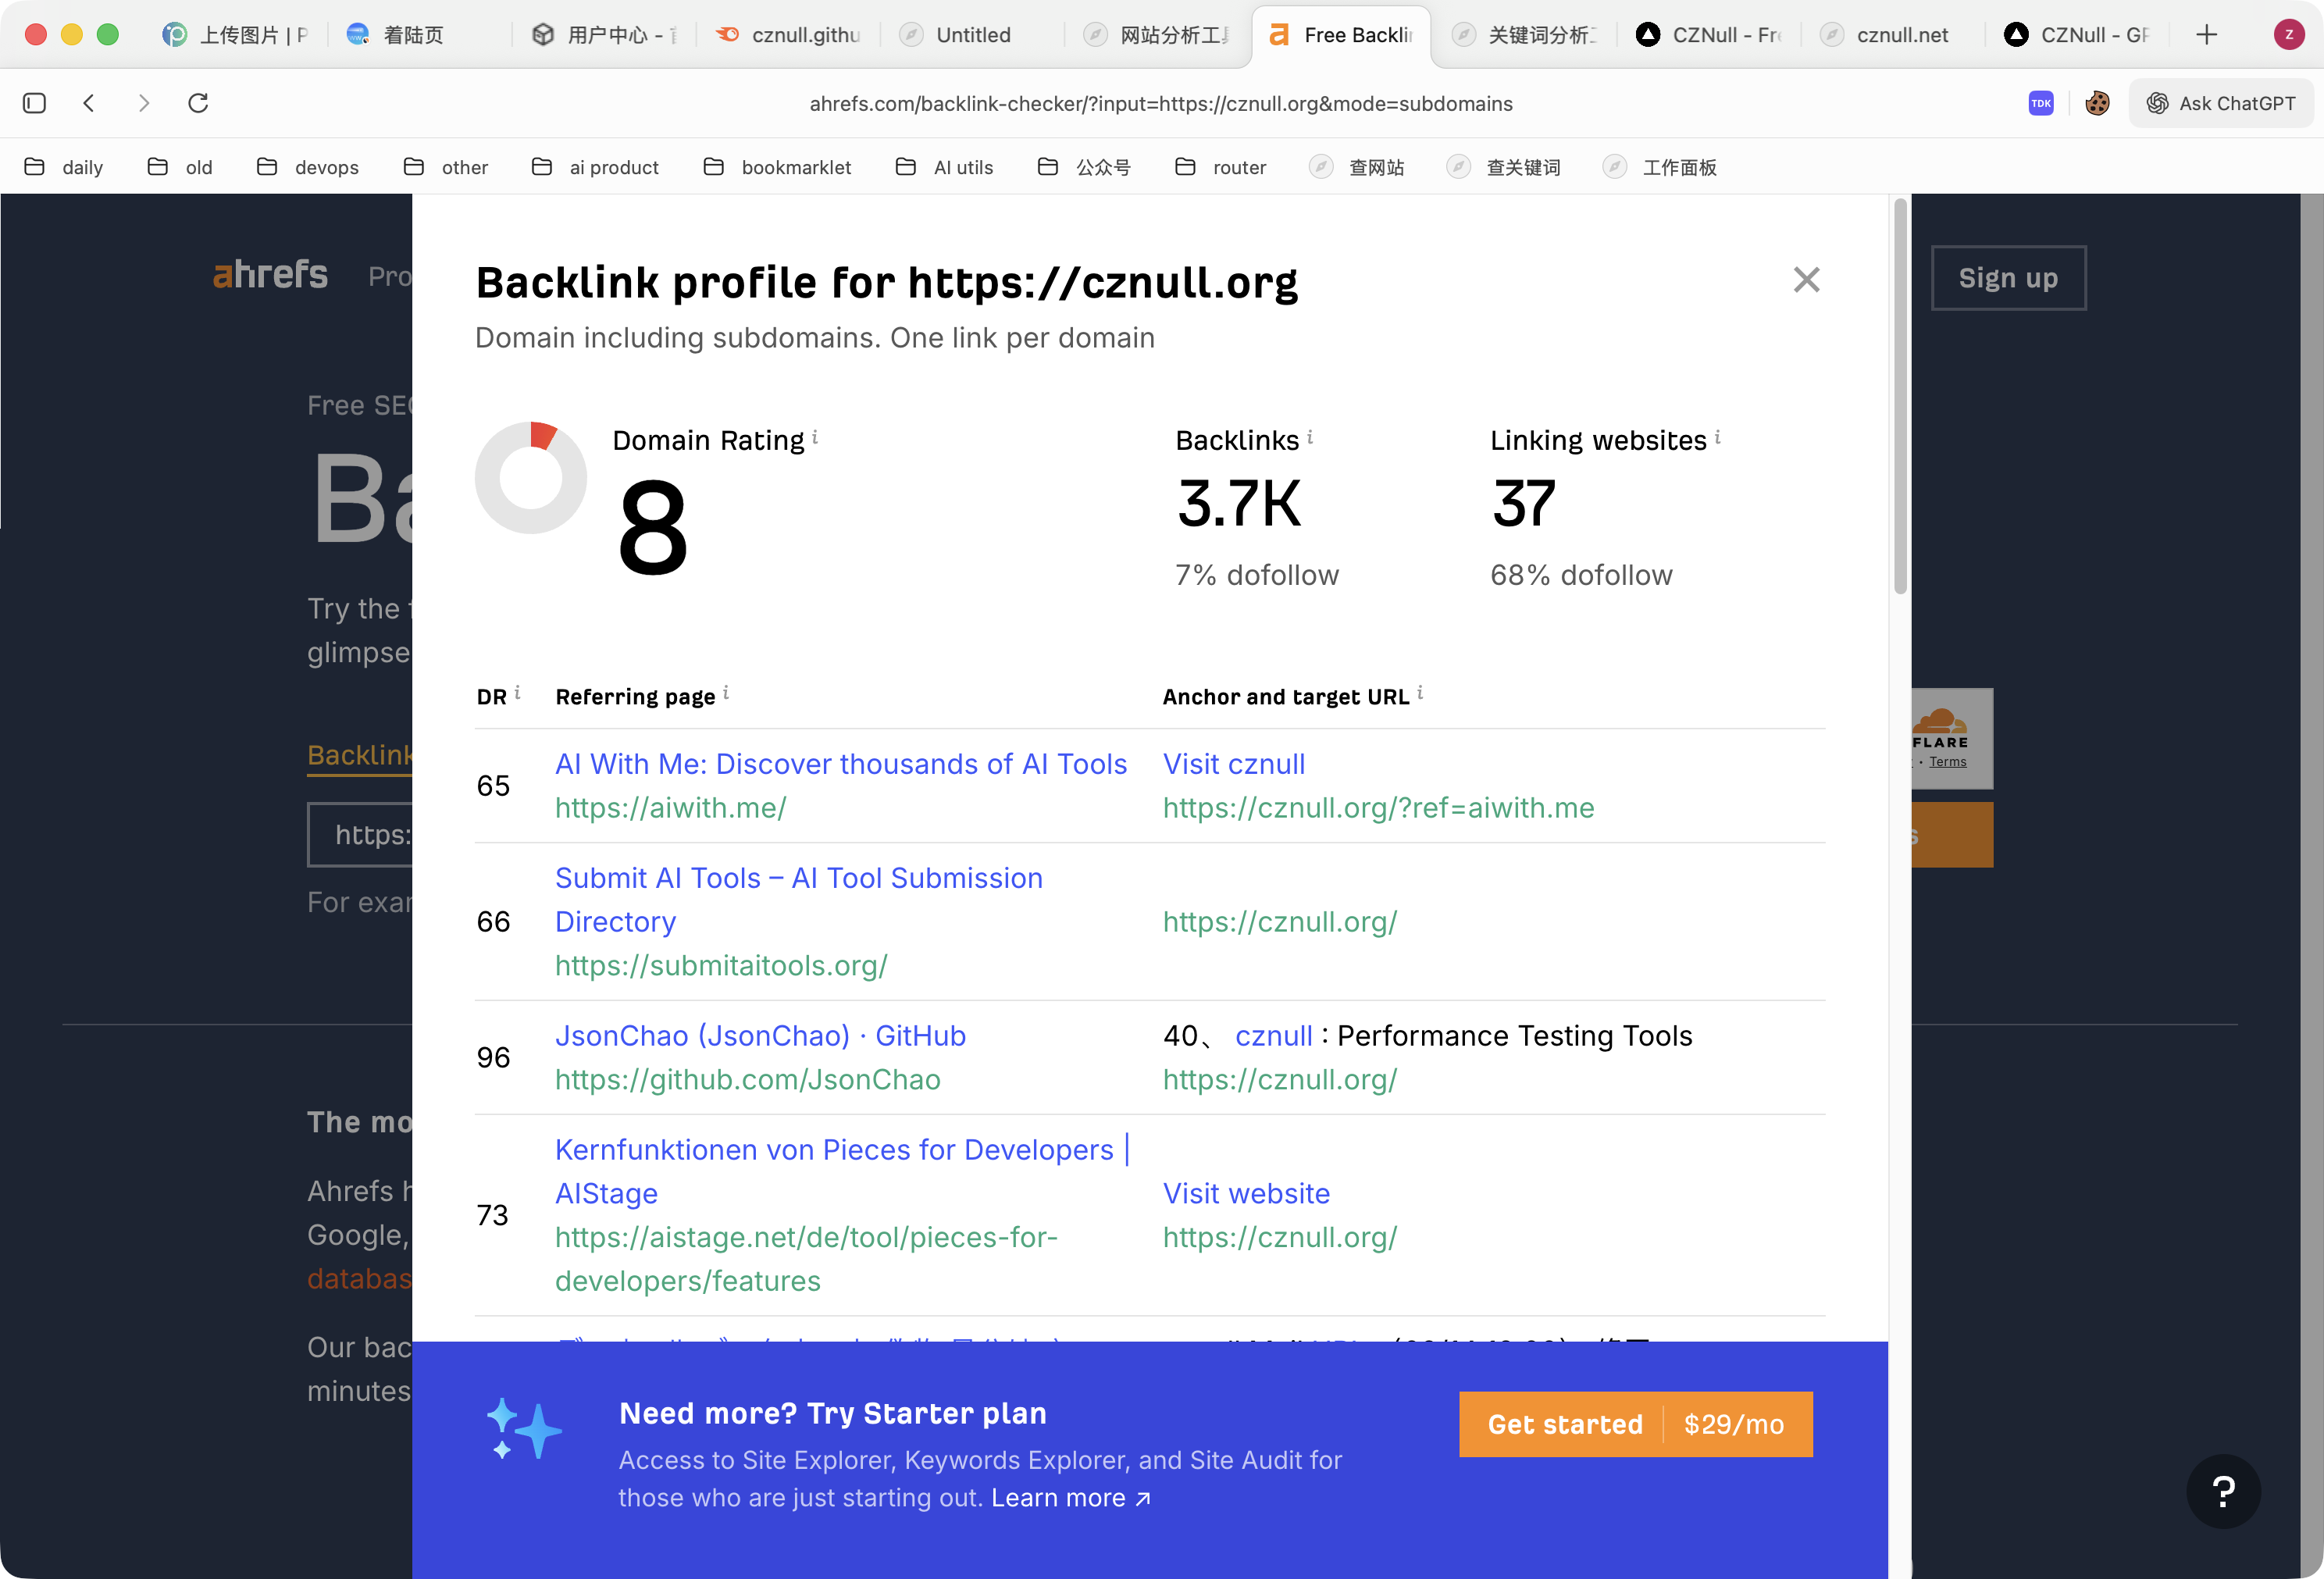 上传图片 | P
着陆页
用户中心 -
cznull.githu
Untitled
网站分析工具
Free Backlin
关键词分析工
CZNull - Fre
cznull.net
CZNull - GP
Z
ahrefs.com/backlink-checker/?input=https://cznull.org&mode=subdomains
TDK
Ask ChatGPT
daily
old
devops
other
ai product
bookmarklet
AI utils
公众号
router
查网站
查关键词
工作面板
ahrefs
Pro
Sign up
Free SEO
Ba
Try the f
glimpse
Backlink
https:
For exam
FLARE
· Terms
s
The mo
Ahrefs h
Google,
databas
Our bac
minutes
Backlink profile for https://cznull.org
Domain including subdomains. One link per domain
Domain Rating i
8
Backlinks i
3.7K
7% dofollow
Linking websites i
37
68% dofollow
DR i
Referring page i
Anchor and target URL i
65
AI With Me: Discover thousands of AI Tools
https://aiwith.me/
Visit cznull
https://cznull.org/?ref=aiwith.me
66
Submit AI Tools – AI Tool Submission
Directory
https://submitaitools.org/
https://cznull.org/
96
JsonChao (JsonChao) · GitHub
https://github.com/JsonChao
40、 cznull : Performance Testing Tools
https://cznull.org/
73
Kernfunktionen von Pieces for Developers |
AIStage
https://aistage.net/de/tool/pieces-for-
developers/features
Visit website
https://cznull.org/
Need more? Try Starter plan
Access to Site Explorer, Keywords Explorer, and Site Audit for
those who are just starting out. Learn more ↗
Get started
$29/mo
?